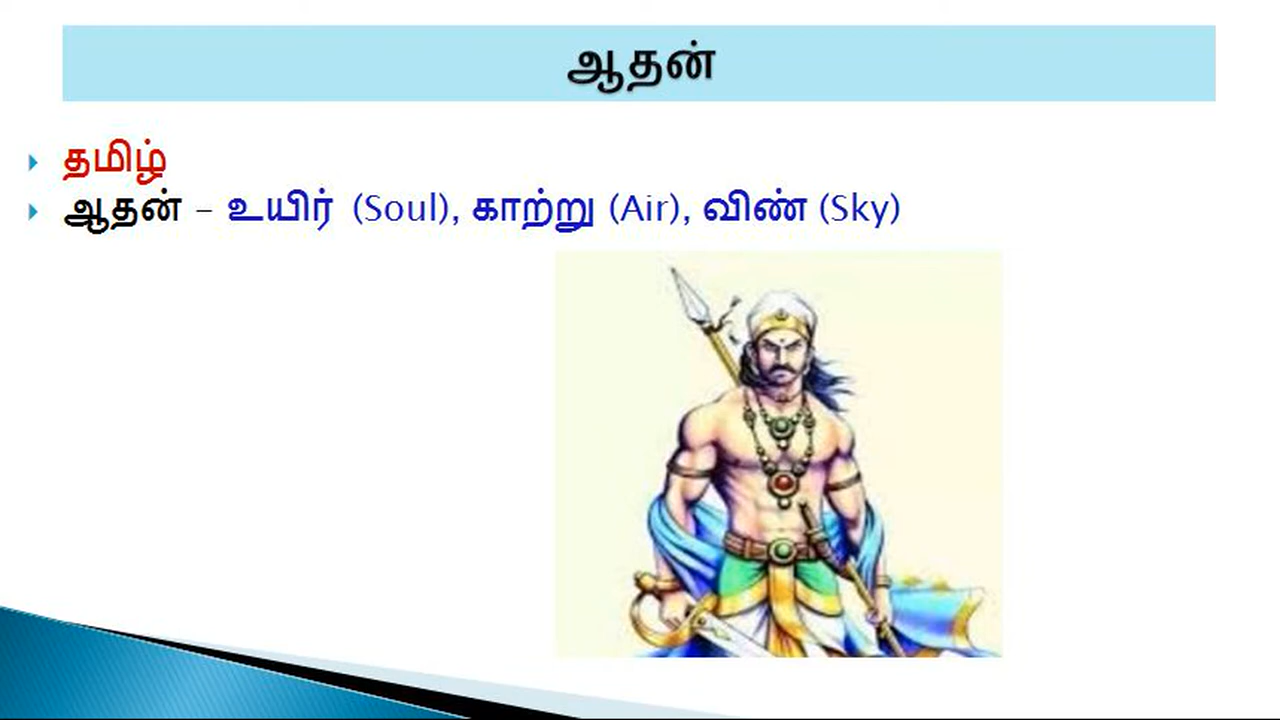 ஆதன்
தமிழ்
ஆதன் – உயிர் (Soul), காற்று (Air), விண் (Sky)